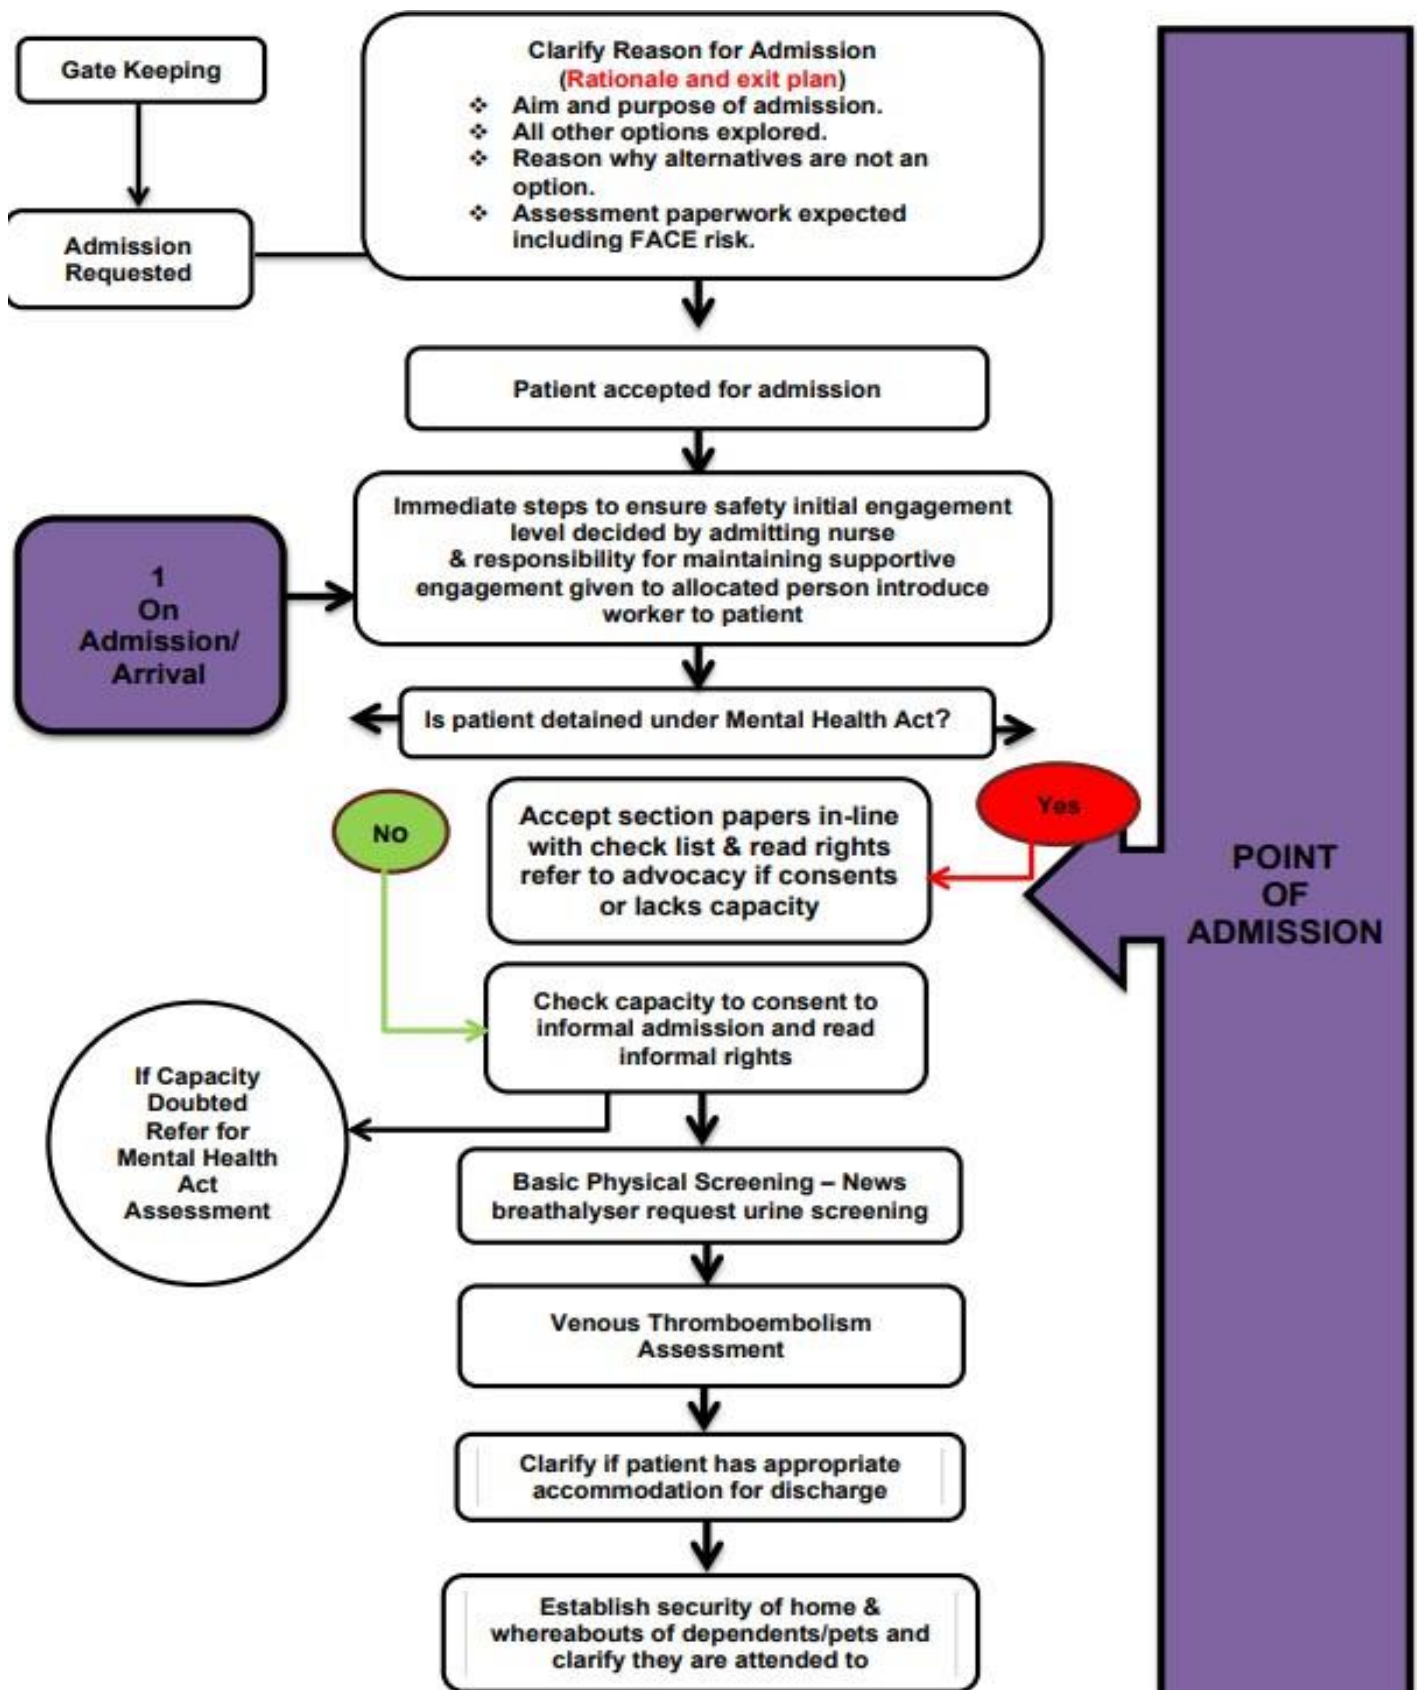 Gate Keeping
Admission
Requested
Clarify Reason for Admission
(Rationale and exit plan)
❖ Aim and purpose of admission.
❖ All other options explored.
❖ Reason why alternatives are not an
option.
❖ Assessment paperwork expected
including FACE risk.
Patient accepted for admission
1
On
Admission/
Arrival
Immediate steps to ensure safety initial engagement
level decided by admitting nurse
& responsibility for maintaining supportive
engagement given to allocated person introduce
worker to patient
Is patient detained under Mental Health Act?
No
Yes
Accept section papers in-line
with check list & read rights
refer to advocacy if consents
or lacks capacity
POINT
OF
ADMISSION
Check capacity to consent to
informal admission and read
informal rights
If Capacity
Doubted
Refer for
Mental Health
Act
Assessment
Basic Physical Screening – News
breathalyser request urine screening
Venous Thromboembolism
Assessment
Clarify if patient has appropriate
accommodation for discharge
Establish security of home &
whereabouts of dependents/pets and
clarify they are attended to